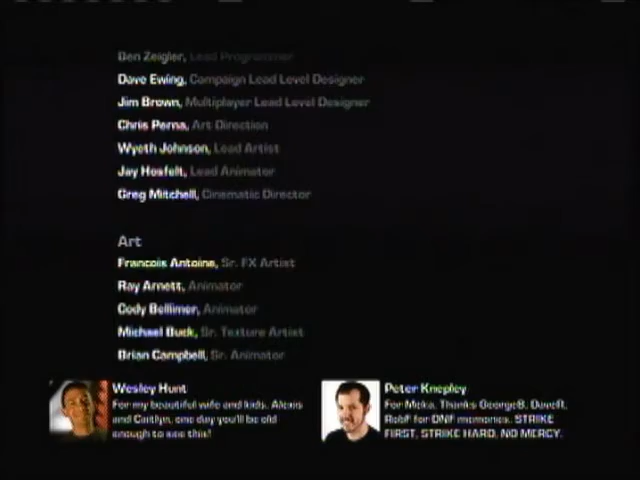 Ben Zeigler, Lead Programmer
Dave Ewing, Campaign Lead Level Designer
Jim Brown, Multiplayer Lead Level Designer
Chris Perna, Art Direction
Wyeth Johnson, Lead Artist
Jay Hosfelt, Lead Animator
Greg Mitchell, Cinematic Director
Art
Francois Antoine, Sr. FX Artist
Ray Arnett, Animator
Cody Bellimer, Animator
Michael Buck, Sr. Texture Artist
Brian Campbell, Sr. Animator
Wesley Hunt
For my beautiful wife and kids, Alexis
and Caitlyn, one day you'll be old
enough to see this!
Peter Knepley
For Meka. Thanks GeorgeB, DaveR,
RobF for DNF memories. STRIKE
FIRST, STRIKE HARD, NO MERCY.